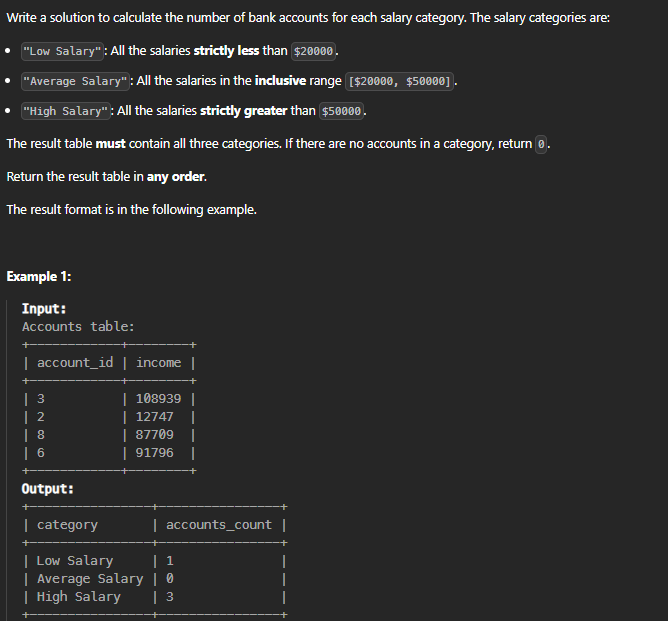 Write a solution to calculate the number of bank accounts for each salary category. The salary categories are:
• "Low Salary": All the salaries strictly less than $20000.
• "Average Salary": All the salaries in the inclusive range [$20000, $50000].
• "High Salary": All the salaries strictly greater than $50000.
The result table must contain all three categories. If there are no accounts in a category, return 0.
Return the result table in any order.
The result format is in the following example.
Example 1:
Input:
Accounts table:
+------------+--------+
| account_id | income |
+------------+--------+
| 3          | 108939 |
| 2          | 12747  |
| 8          | 87709  |
| 6          | 91796  |
+------------+--------+
Output:
+----------------+----------------+
| category       | accounts_count |
+----------------+----------------+
| Low Salary     | 1              |
| Average Salary | 0              |
| High Salary    | 3              |
+----------------+----------------+